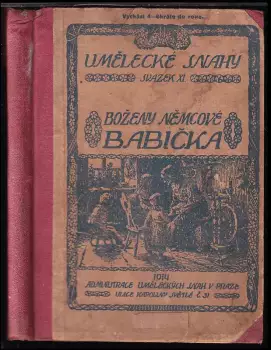 Vychází 4-6krát do roka.
UMĚLECKÉ SNAHY
SVAZEK XI
BOŽENY NĚMCOVÉ
BABIČKA
1914
ADMINISTRACE UMĚLECKÝCH SNAH V PRAZE
ULICE KAROLINY SVĚTLÉ Č.